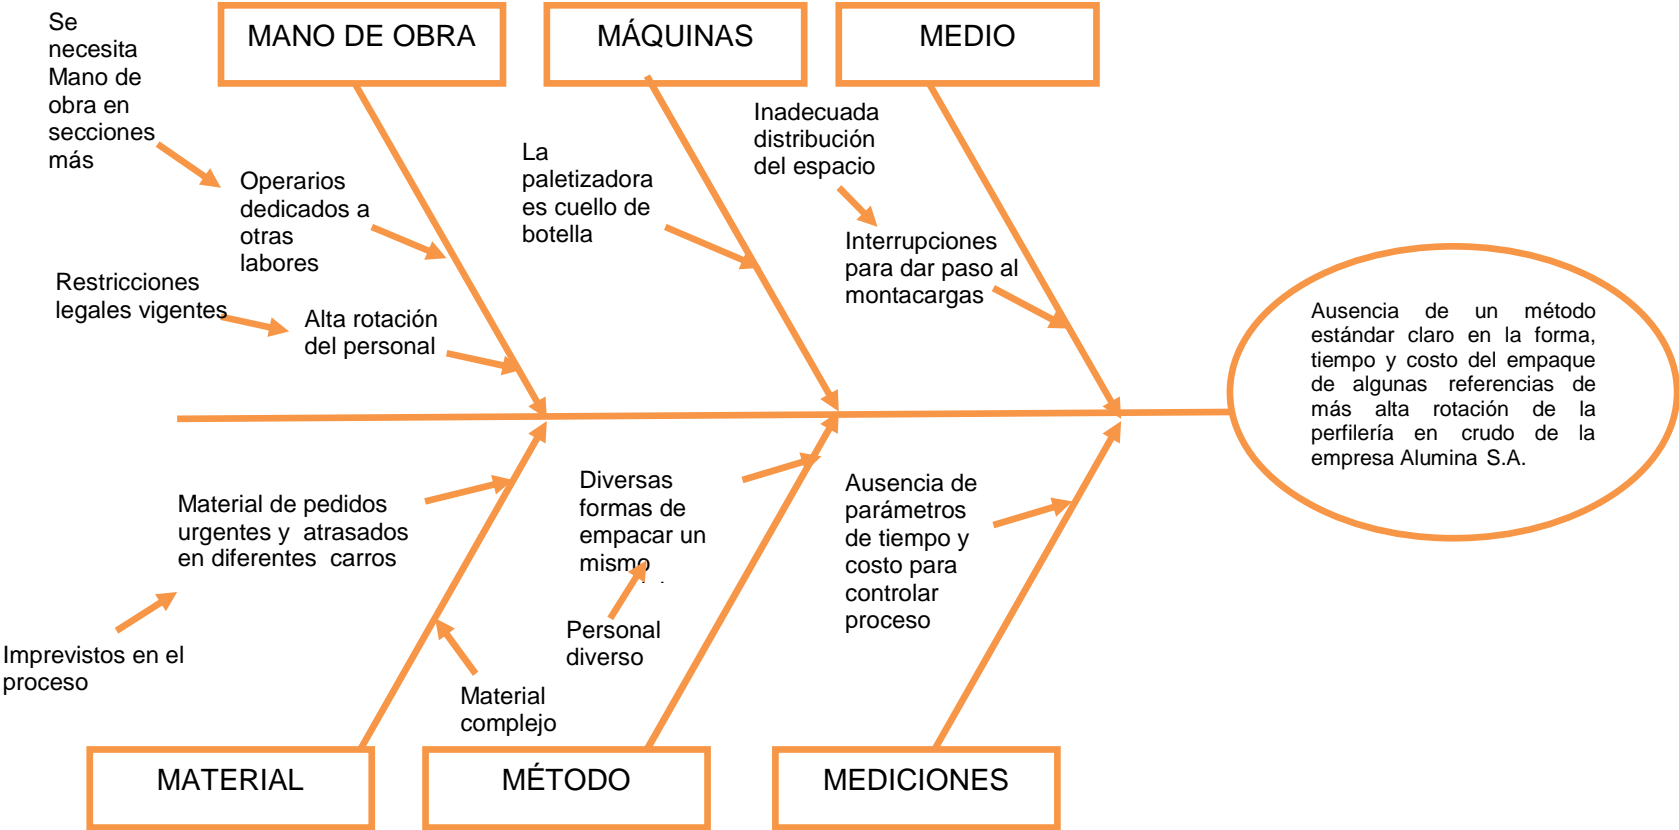 MANO DE OBRA
MÁQUINAS
MEDIO
Se
necesita
Mano de
obra en
secciones
más
Operarios
dedicados a
otras
labores
Restricciones
legales vigentes
Alta rotación
del personal
La
paletizadora
es cuello de
botella
Inadecuada
distribución
del espacio
Interrupciones
para dar paso al
montacargas
Ausencia de un método
estándar claro en la forma,
tiempo y costo del empaque
de algunas referencias de
más alta rotación de la
perfilería en crudo de la
empresa Alumina S.A.
Material de pedidos
urgentes y atrasados
en diferentes carros
Imprevistos en el
proceso
Material
complejo
Diversas
formas de
empacar un
mismo
Personal
diverso
Ausencia de
parámetros
de tiempo y
costo para
controlar
proceso
MATERIAL
MÉTODO
MEDICIONES